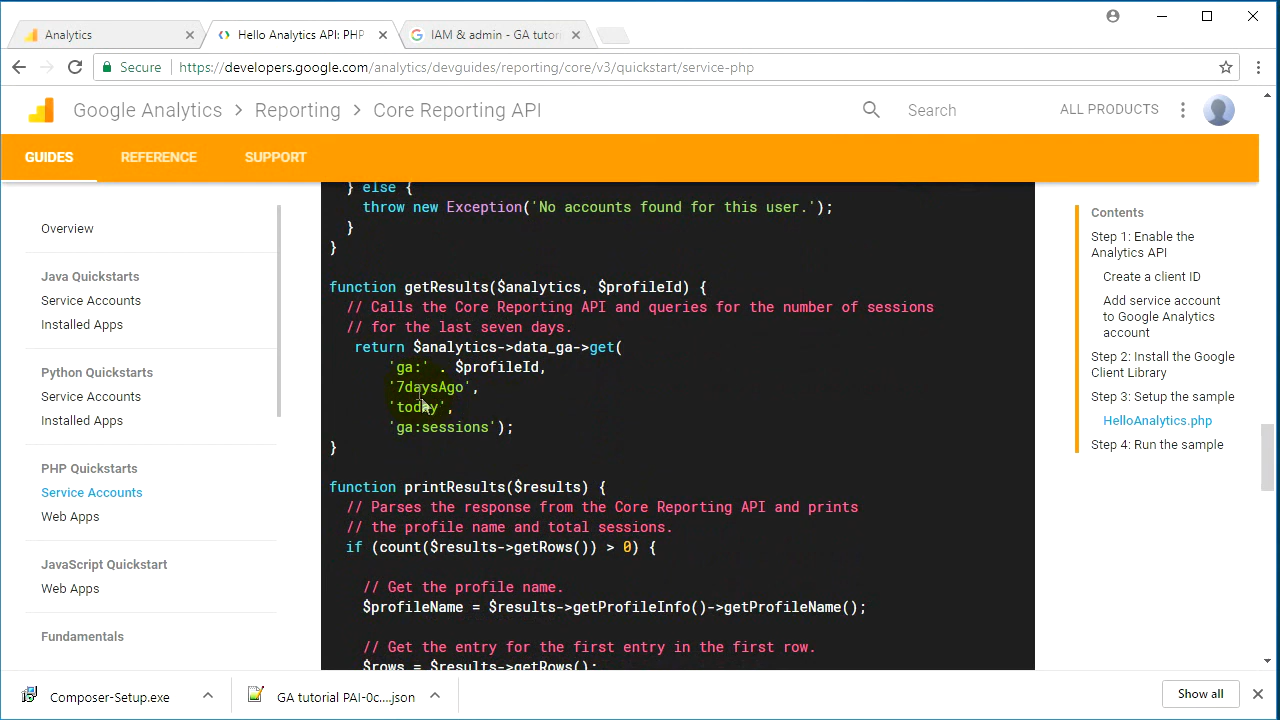 Analytics
Hello Analytics API: PHP
IAM & admin - GA tutori
Secure
https://developers.google.com/analytics/devguides/reporting/core/v3/quickstart/service-php
Google Analytics > Reporting > Core Reporting API
Search
ALL PRODUCTS
GUIDES
REFERENCE
SUPPORT
Overview
Java Quickstarts
Service Accounts
Installed Apps
Python Quickstarts
Service Accounts
Installed Apps
PHP Quickstarts
Service Accounts
Web Apps
JavaScript Quickstart
Web Apps
Fundamentals
} else {
throw new Exception('No accounts found for this user.');
}
}
function getResults($analytics, $profileId) {
// Calls the Core Reporting API and queries for the number of sessions
// for the last seven days.
return $analytics->data_ga->get(
'ga:' . $profileId,
'7daysAgo',
'today',
'ga:sessions');
}
function printResults($results) {
// Parses the response from the Core Reporting API and prints
// the profile name and total sessions.
if (count($results->getRows()) > 0) {
// Get the profile name.
$profileName = $results->getProfileInfo()->getProfileName();
// Get the entry for the first entry in the first row.
$rows = $results->getRows();
Contents
Step 1: Enable the
Analytics API
Create a client ID
Add service account
to Google Analytics
account
Step 2: Install the Google
Client Library
Step 3: Setup the sample
HelloAnalytics.php
Step 4: Run the sample
Composer-Setup.exe
GA tutorial PAI-0c....json
Show all